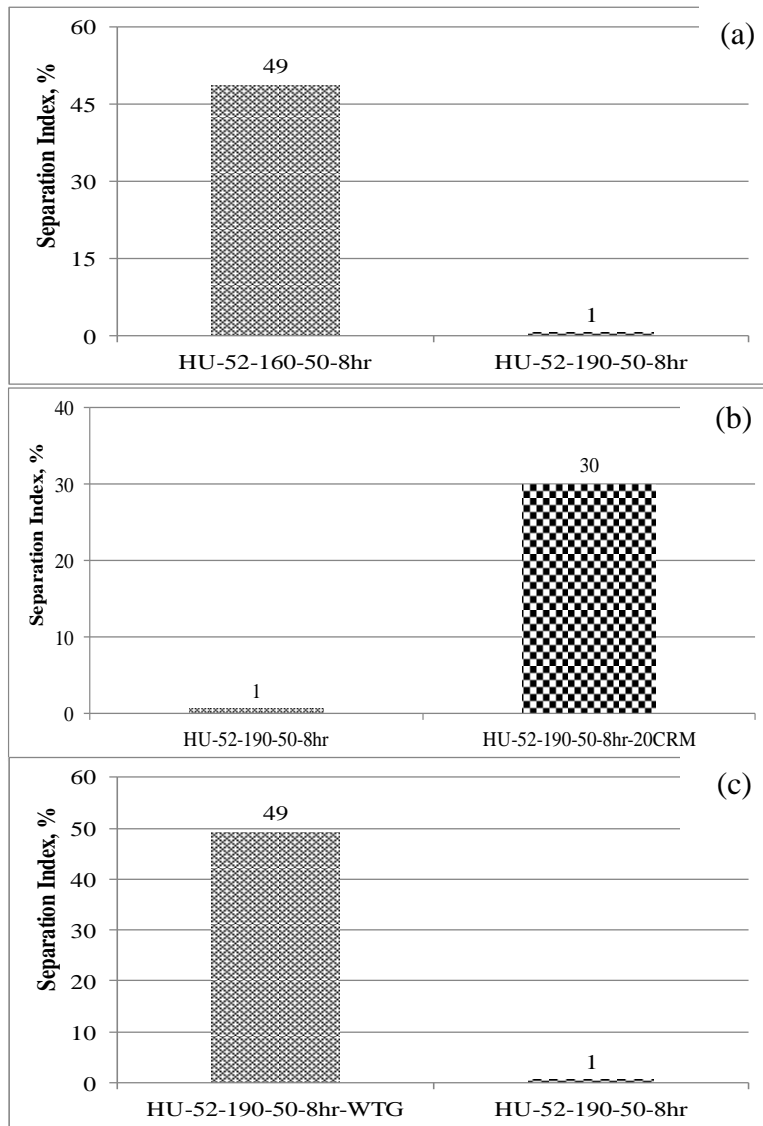 (a)
Separation Index, %
60
45
30
15
0
49
1
HU-52-160-50-8hr
HU-52-190-50-8hr
(b)
Separation Index, %
40
30
20
10
0
1
30
HU-52-190-50-8hr
HU-52-190-50-8hr-20CRM
(c)
Separation Index, %
60
50
40
30
20
10
0
49
1
HU-52-190-50-8hr-WTG
HU-52-190-50-8hr